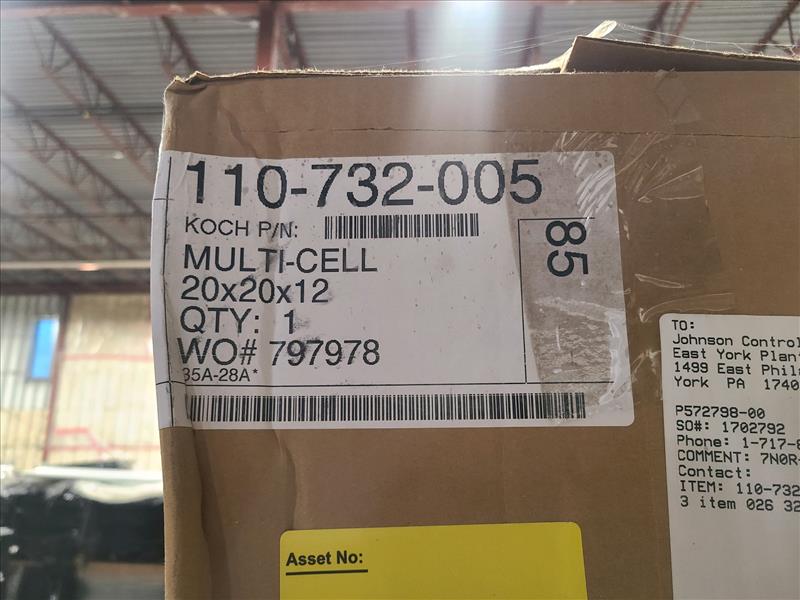 110-732-005
KOCH P/N:
MULTI-CELL
20x20x12
QTY: 1
WO# 797978
35A-28A*
85
TO:
Johnson Control
East York Plant
1499 East Phil
York PA 1740
P572798-00
SO#: 1702792
Phone: 1-717-
COMMENT: 7N0R-
Contact:
ITEM: 110-732
3 item 026 32
Asset No: